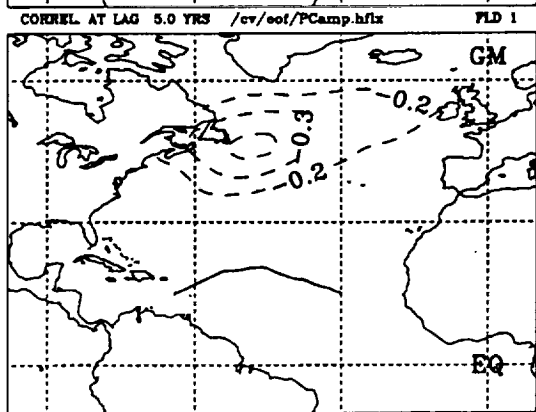 CORREL AT LAG 5.0 YRS /cv/eof/PCamp.hflx FLD 1
GM
-0.2
-0.3
-0.2
EQ